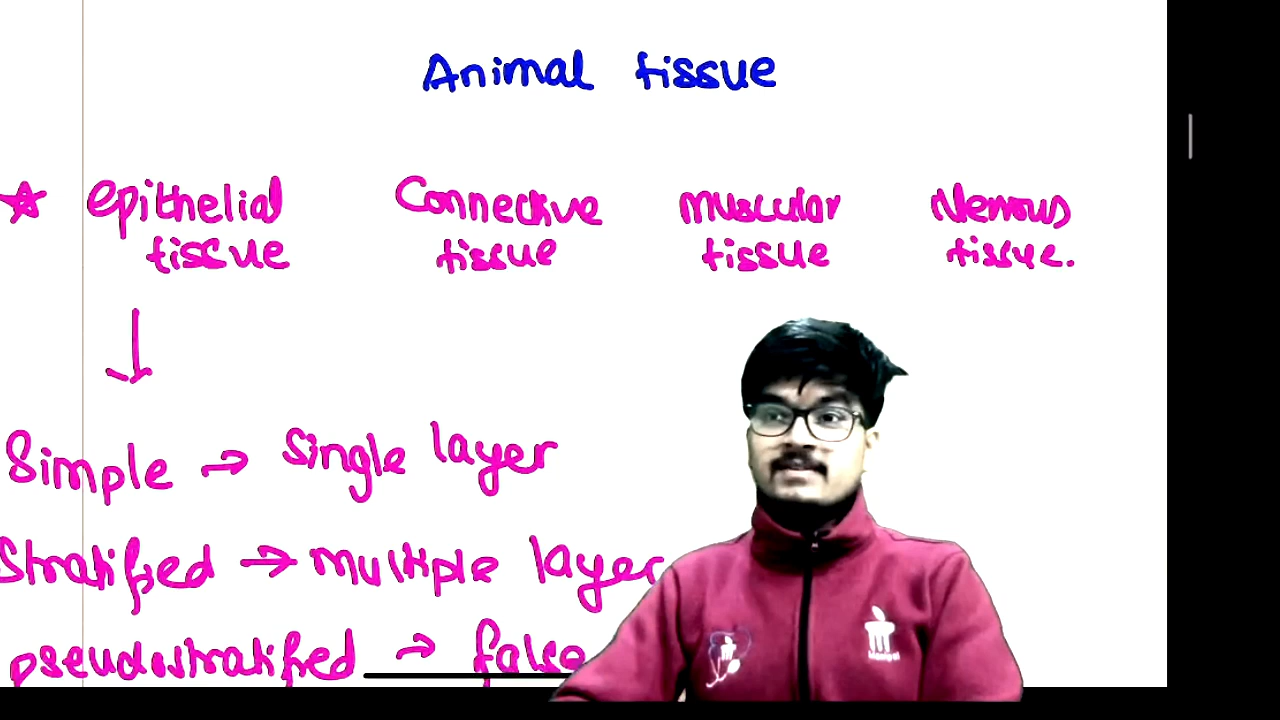 Animal tissue
☆ epithelial Connective muscular Nervous
tissue tissue tissue tissue.
↓
Simple → Single layer
Stratified → multiple layer
pseudostratified → false